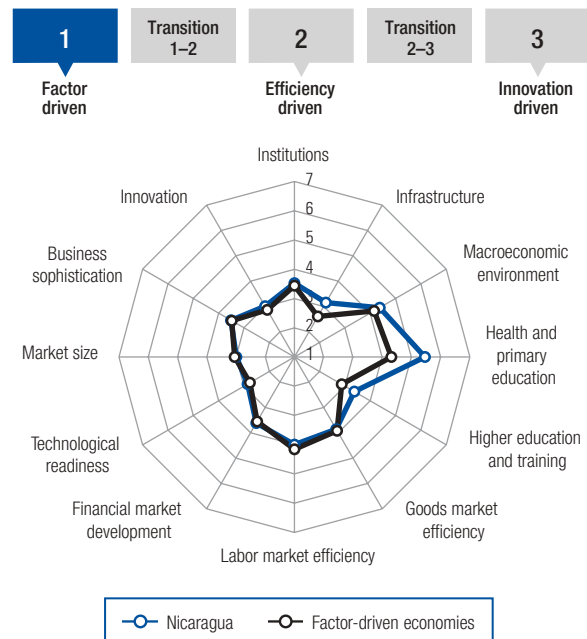 1
Transition
1–2
2
Transition
2–3
3
Factor
driven
Efficiency
driven
Innovation
driven
Institutions
Infrastructure
Macroeconomic
environment
Health and
primary
education
Higher education
and training
Goods market
efficiency
Labor market efficiency
Financial market
development
Technological
readiness
Market size
Business
sophistication
Innovation
7
6
5
4
3
2
1
Nicaragua
Factor-driven economies